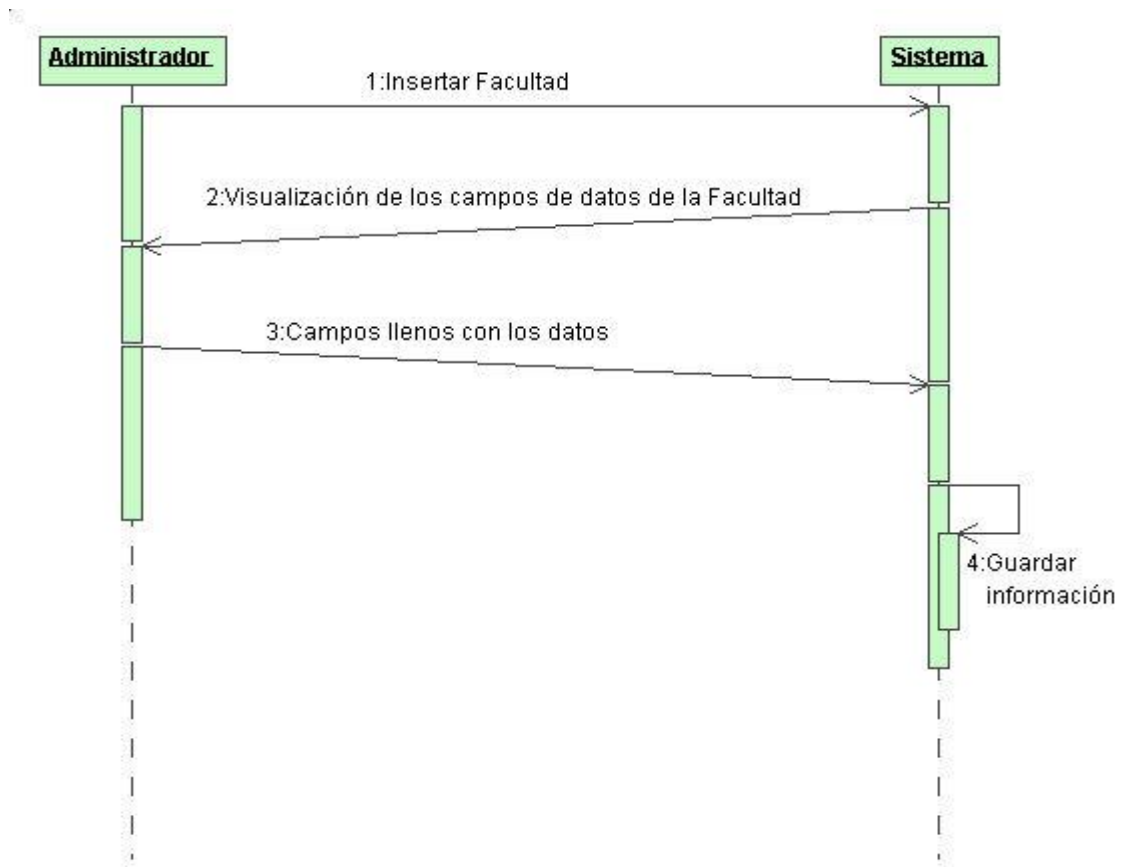 Administrador
Sistema
1:Insertar Facultad
2:Visualización de los campos de datos de la Facultad
3:Campos llenos con los datos
4:Guardar
información